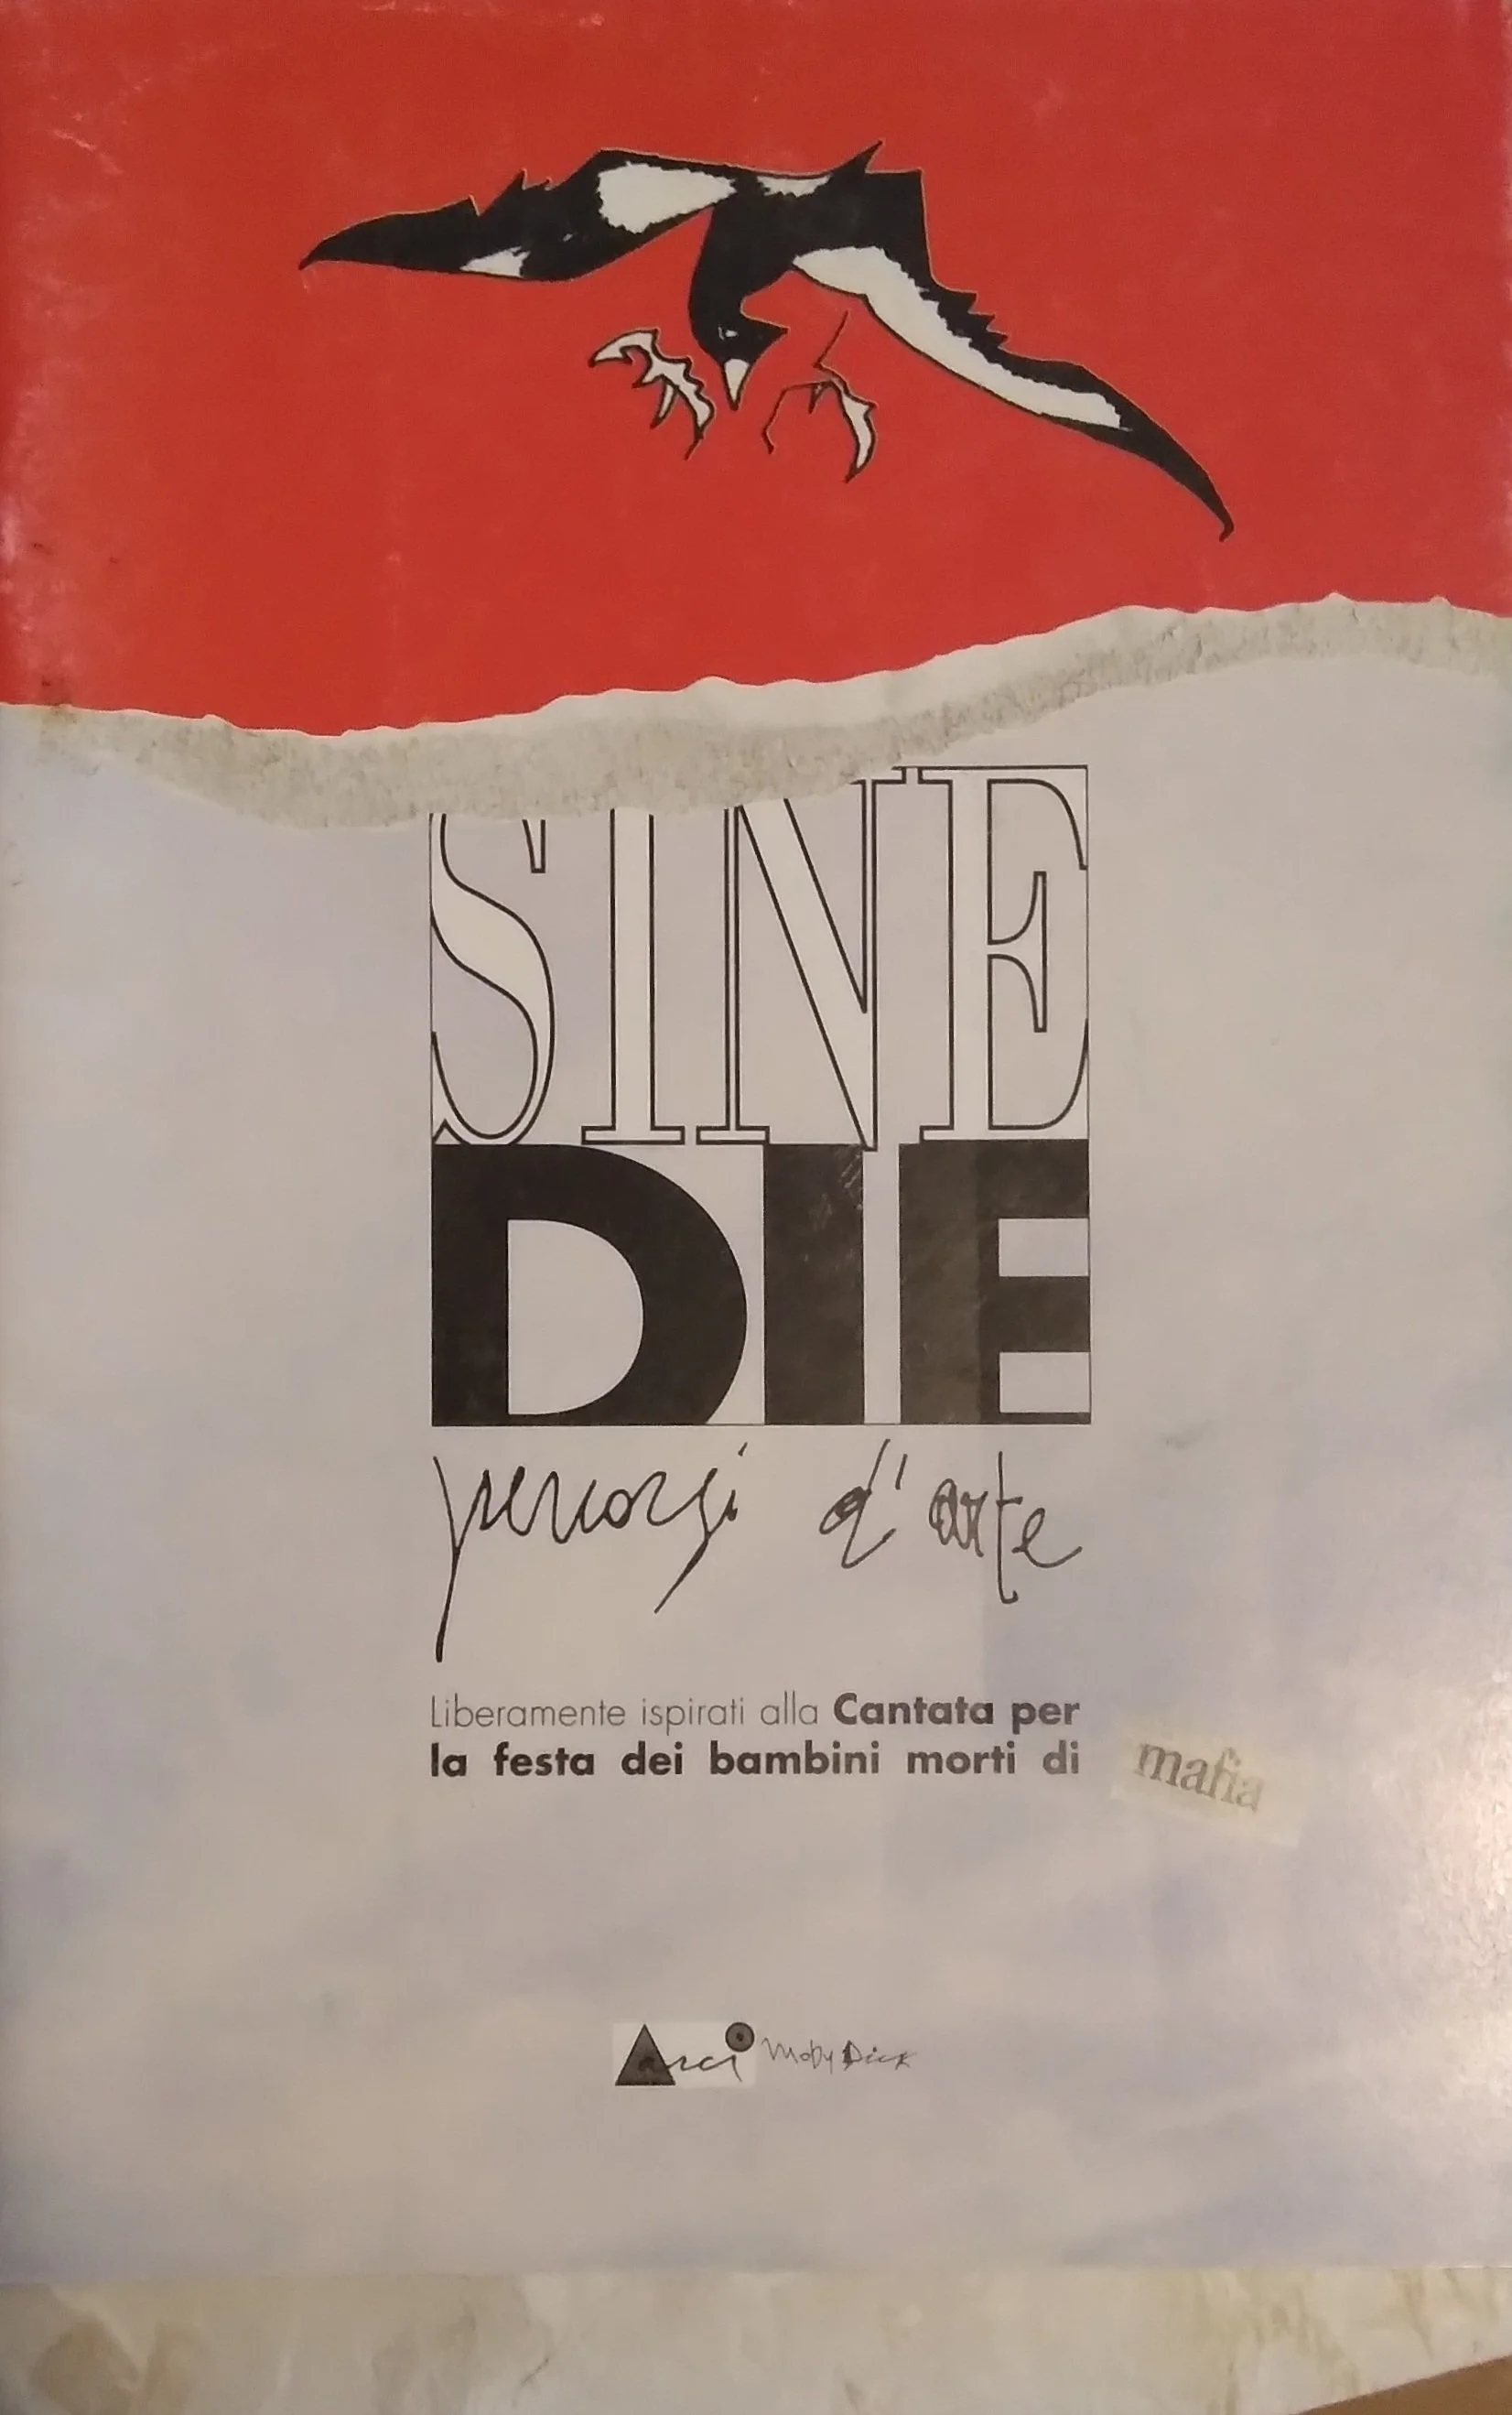 SINE
DIE
percorsi d'arte
Liberamente ispirati alla Cantata per
la festa dei bambini morti di mafia
Arci Moby Dick